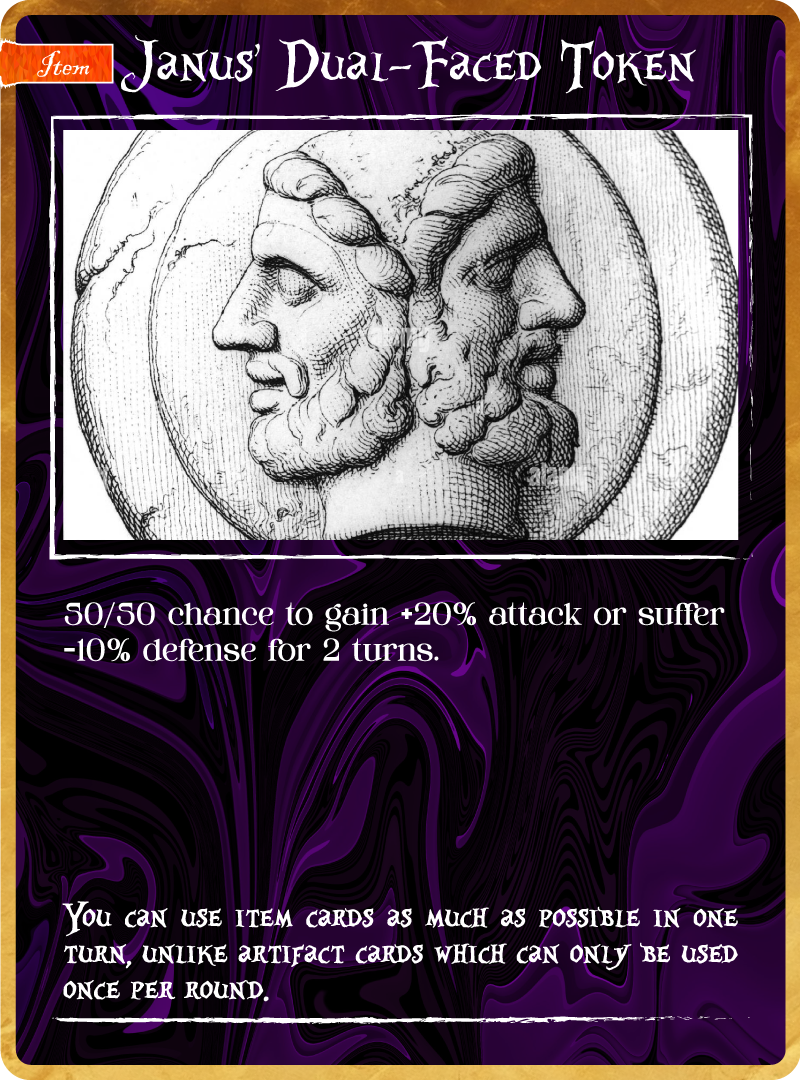 Item
Janus' Dual-Faced Token
50/50 chance to gain +20% attack or suffer
-10% defense for 2 turns.
You can use item cards as much as possible in one
turn, unlike artifact cards which can only be used
once per round.